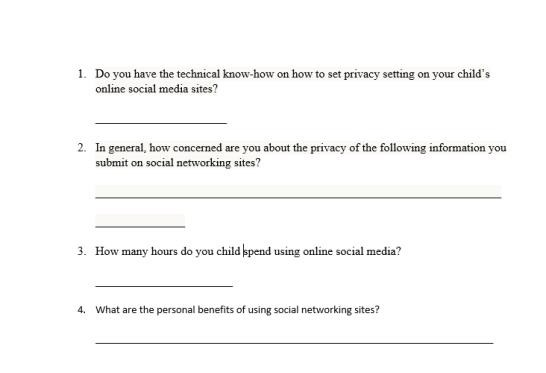 1. Do you have the technical know-how on how to set privacy setting on your child's
online social media sites?
2. In general, how concerned are you about the privacy of the following information you
submit on social networking sites?
3. How many hours do you child spend using online social media?
4. What are the personal benefits of using social networking sites?